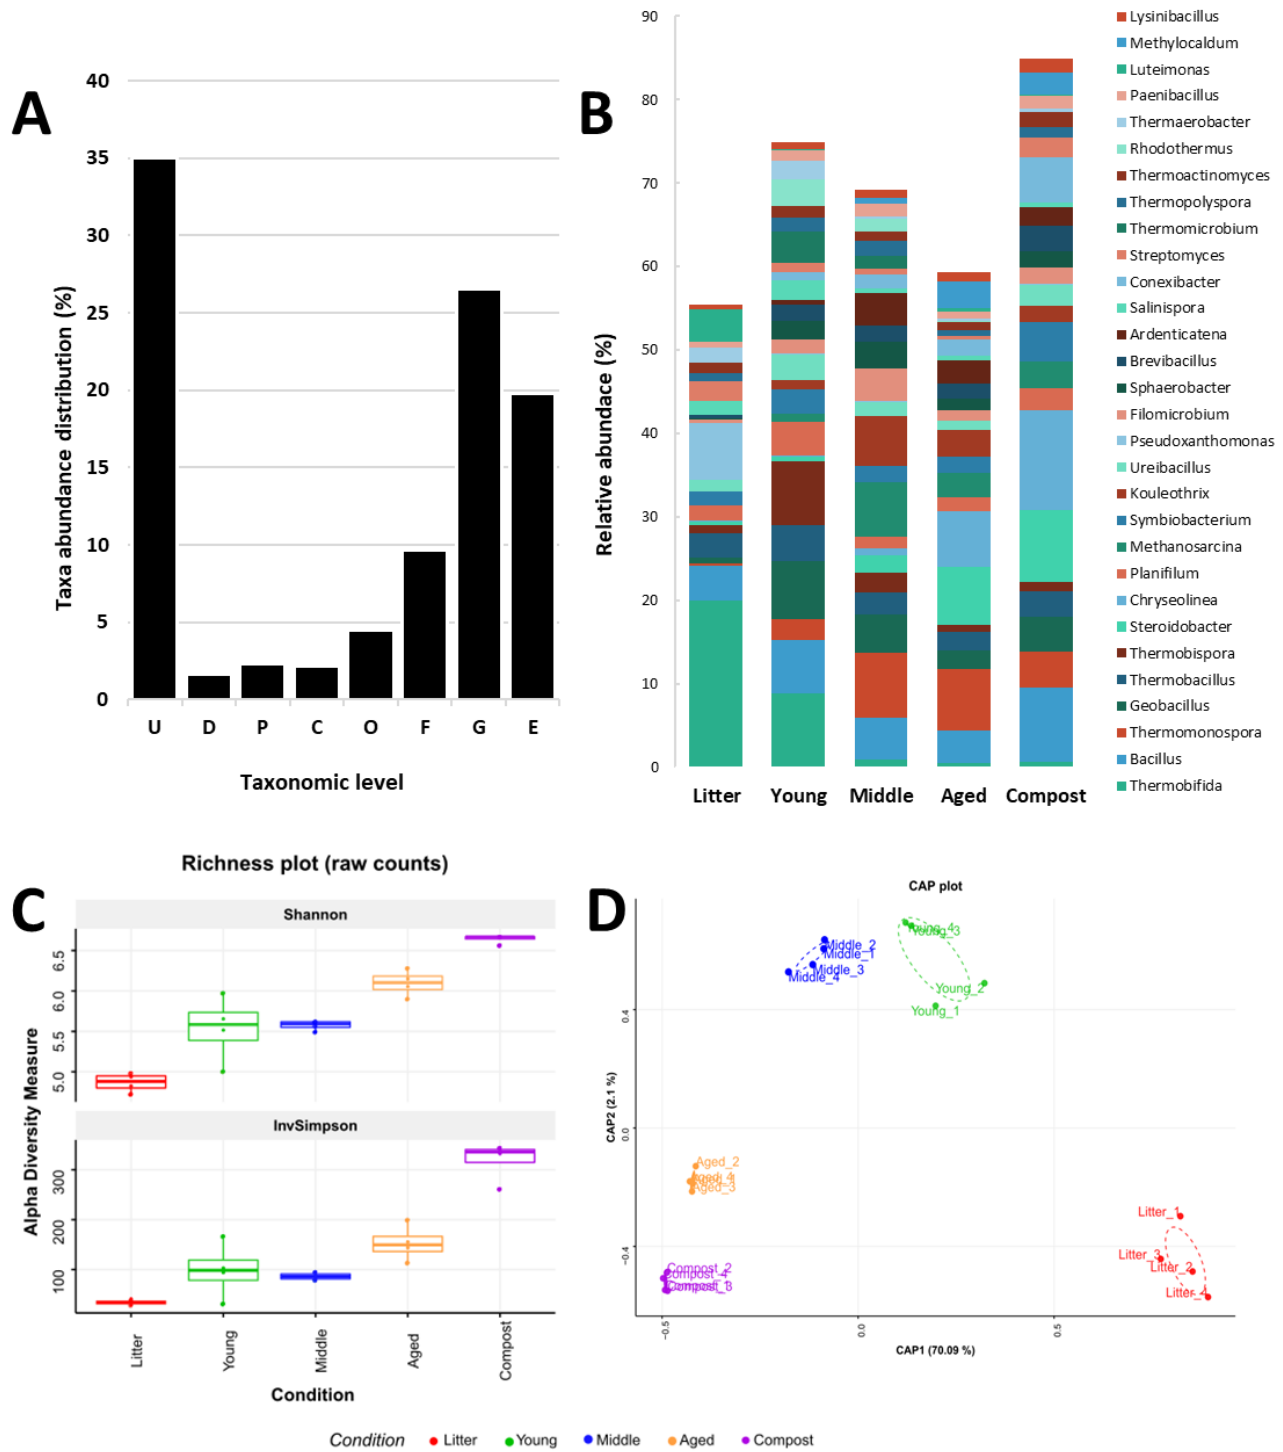 A
40
35
30
25
20
15
10
5
0
Taxa abundance distribution (%)
U D P C O F G E
Taxonomic level
B
90
80
70
60
50
40
30
20
10
0
Relative abundace (%)
Litter Young Middle Aged Compost
Lysinibacillus
Methylocaldum
Luteimonas
Paenibacillus
Thermaerobacter
Rhodothermus
Thermoactinomyces
Thermopolyspora
Thermomicrobium
Streptomyces
Conexibacter
Salinispora
Ardenticatena
Brevibacillus
Sphaerobacter
Filomicrobium
Pseudoxanthomonas
Ureibacillus
Kouleothrix
Symbiobacterium
Methanosarcina
Planifilum
Chryseolinea
Steroidobacter
Thermobispora
Thermobacillus
Geobacillus
Thermomonospora
Bacillus
Thermobifida
C
Richness plot (raw counts)
Shannon
6.5
6.0
5.5
5.0
InvSimpson
300
200
100
Alpha Diversity Measure
Litter Young Middle Aged Compost
Condition
D
CAP plot
Young_4
Young_3
Middle_2
Middle_1
Middle_3
Middle_4
Young_2
Young_1
0.4
0.0
-0.4
CAP2 (2.1 %)
Aged_2
Aged_4
Aged_3
Litter_1
Litter_3
Litter_2
Litter_4
Compost_2
Compost_4
Compost_3
-0.5 0.0 0.5
CAP1 (70.09 %)
Condition Litter Young Middle Aged Compost